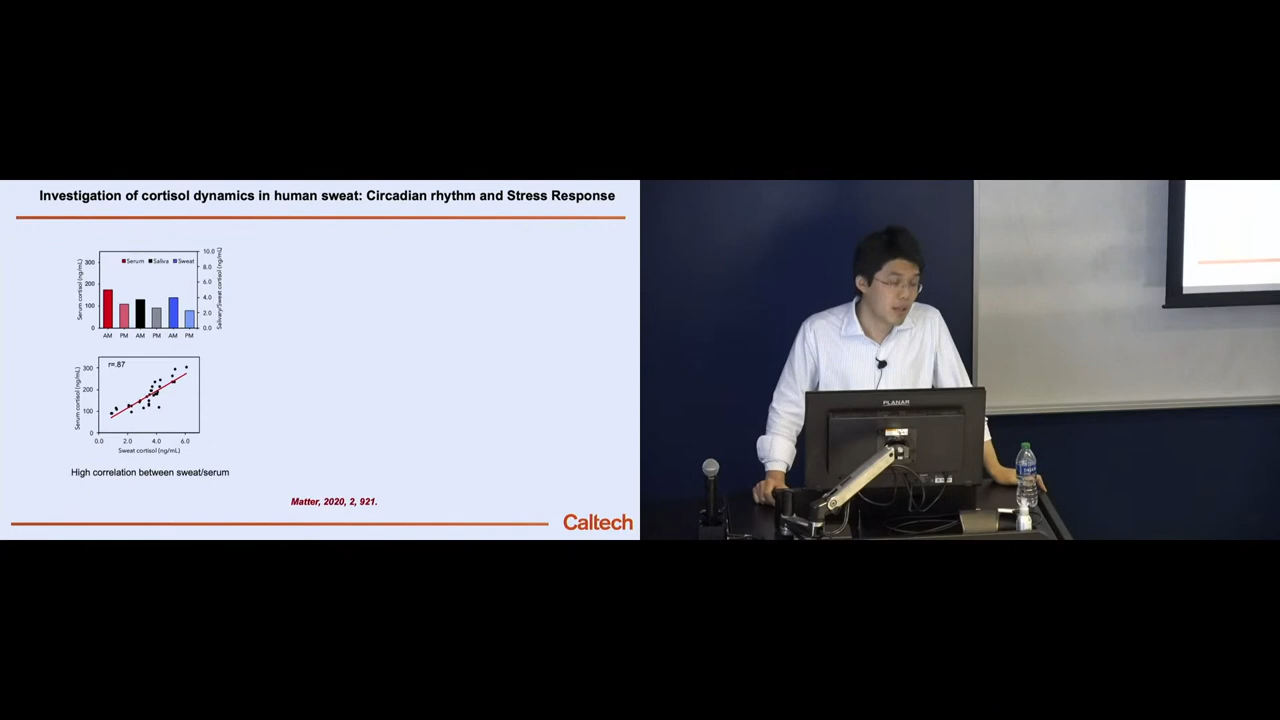 Investigation of cortisol dynamics in human sweat: Circadian rhythm and Stress Response
Serum cortisol (ng/mL)
300
200
100
0
Serum Saliva Sweat
10.0
8.0
6.0
4.0
2.0
0.0
Salivary/Sweat cortisol (ng/mL)
AM PM AM PM AM PM
r=.87
Serum cortisol (ng/mL)
300
200
100
0
0.0 2.0 4.0 6.0
Sweat cortisol (ng/mL)
High correlation between sweat/serum
Matter, 2020, 2, 921.
Caltech
PLANAR